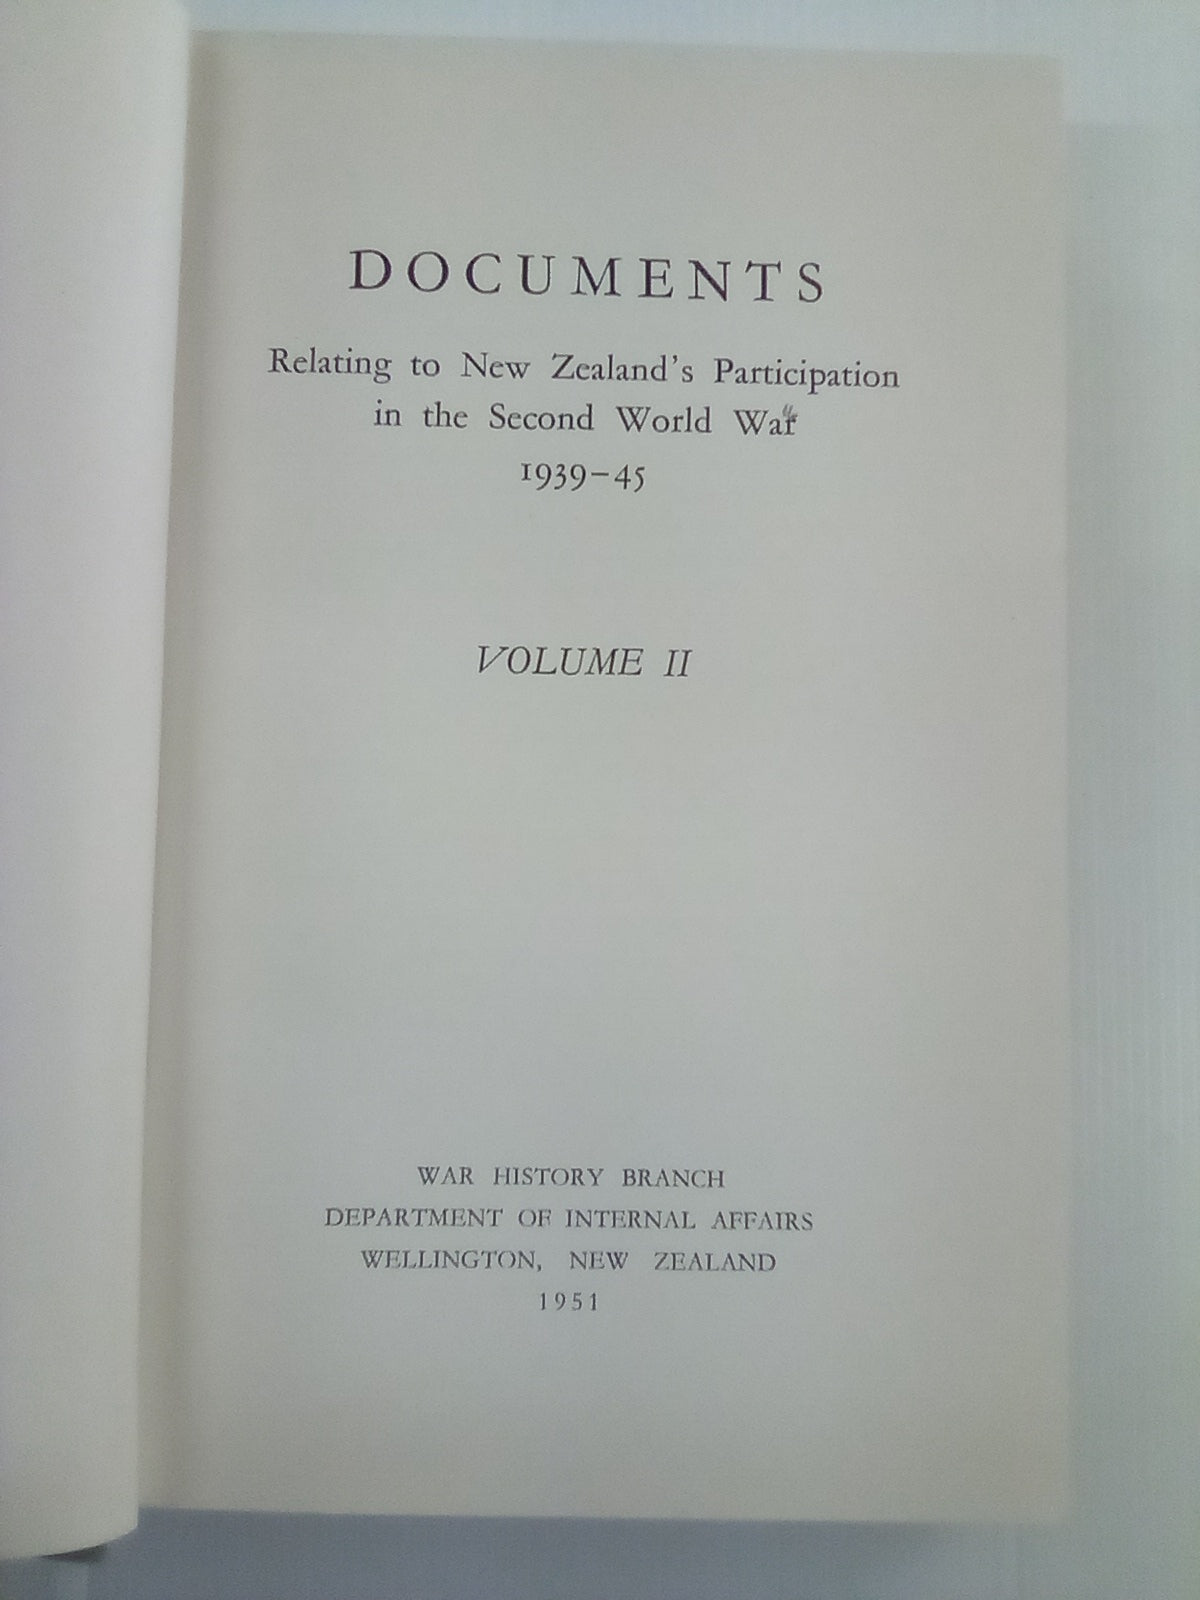 DOCUMENTS
Relating to New Zealand's Participation
in the Second World War
1939–45
VOLUME II
WAR HISTORY BRANCH
DEPARTMENT OF INTERNAL AFFAIRS
WELLINGTON, NEW ZEALAND
1951